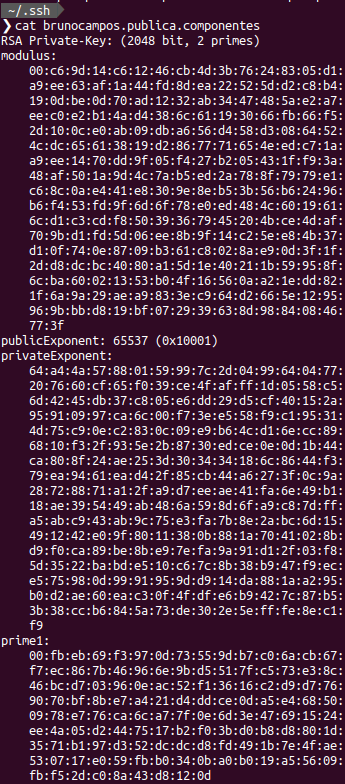 ~/.ssh
❯ cat brunocampos.publica.componentes
RSA Private-Key: (2048 bit, 2 primes)
modulus:
00:c6:9d:14:c6:12:46:cb:4d:3b:76:24:83:05:d1:
a9:ee:63:af:1a:44:fd:8d:ea:22:52:5d:d2:c8:b4:
19:0d:be:0d:70:ad:12:32:ab:34:47:48:5a:e2:a7:
ee:c0:e2:b1:4a:d4:38:6c:61:19:30:66:fb:66:f5:
2d:10:0c:e0:ab:09:db:a6:56:d4:58:d3:08:64:52:
4c:dc:65:61:38:19:d2:86:77:71:65:4e:ed:c7:1a:
a9:ee:14:70:dd:9f:05:f4:27:b2:05:43:1f:f9:3a:
48:af:50:1a:9d:4c:7a:b5:ed:2a:78:8f:79:79:e1:
c6:8c:0a:e4:41:e8:30:9e:8e:b5:3b:56:b6:24:96:
b6:f4:53:fd:9f:6d:6f:78:e0:ed:48:4c:60:19:61:
6c:d1:c3:cd:f8:50:39:36:79:45:20:4b:ce:4d:af:
70:9b:d1:fd:5d:06:ee:8b:9f:14:c2:5e:e8:4b:37:
d1:0f:74:0e:87:09:b3:61:c8:02:8a:e9:0d:3f:1f:
2d:d8:dc:bc:40:80:a1:5d:1e:40:21:1b:59:95:8f:
6c:ba:60:02:13:53:b0:4f:16:56:0a:a2:1e:dd:82:
1f:6a:9a:29:ae:a9:83:3e:c9:64:d2:66:5e:12:95:
96:9b:bb:d8:19:bf:07:29:39:63:8d:98:84:08:46:
77:3f
publicExponent: 65537 (0x10001)
privateExponent:
64:a4:4a:57:88:01:59:99:7c:2d:04:99:64:04:77:
20:76:60:cf:65:f0:39:ce:4f:af:ff:1d:05:58:c5:
6d:42:45:db:37:c8:05:e6:dd:29:d5:cf:40:15:2a:
95:91:09:97:ca:6c:00:f7:3e:e5:58:f9:c1:95:31:
4d:75:c9:0e:c2:83:0c:09:e9:b6:4c:d1:6e:cc:89:
68:10:f3:2f:93:5e:2b:87:30:ed:ce:0e:0d:1b:44:
ca:80:8f:24:ae:25:3d:30:34:34:18:6c:86:44:f3:
79:ea:94:61:ea:d4:2f:85:cb:44:a6:27:3f:0c:9a:
28:72:88:71:a1:2f:a9:d7:ee:ae:41:fa:6e:49:b1:
18:ae:39:54:49:ab:48:6a:59:8d:6f:a9:c8:7d:ff:
a5:ab:c9:43:ab:9c:75:e3:fa:7b:8e:2a:bc:6d:15:
49:12:42:e0:9f:80:11:38:0b:88:1a:70:41:02:8b:
d9:f0:ca:89:be:8b:e9:7e:fa:9a:91:d1:2f:03:f8:
5d:35:22:ba:bd:e5:10:c6:7c:8b:38:b9:47:f9:ec:
e5:75:98:0d:99:91:95:9d:d9:14:da:88:1a:a2:95:
b0:d2:ae:60:ea:c3:0f:4f:df:e6:b9:42:7c:87:b5:
3b:38:cc:b6:84:5a:73:de:30:2e:5e:ff:fe:8e:c1:
f9
prime1:
00:fb:eb:69:f3:97:0d:73:55:9d:b7:c0:6a:cb:67:
f7:ec:86:7b:46:96:6e:9b:d5:51:7f:c5:73:e3:8c:
46:bc:d7:03:96:0e:ac:52:f1:36:16:c2:d9:d7:76:
90:70:bf:8b:e7:a4:21:d4:dd:ce:0d:a5:e4:68:50:
09:78:e7:76:ca:6c:a7:7f:0e:6d:3e:47:69:15:24:
ee:4a:05:d2:44:75:17:b2:f0:3b:d0:b8:d8:80:1d:
35:71:b1:97:d3:52:dc:dc:d8:fd:49:1b:7e:4f:ae:
53:07:17:e0:59:fb:b0:34:0b:a0:b0:19:a5:56:09:
fb:f5:2d:c0:8a:43:d8:12:0d